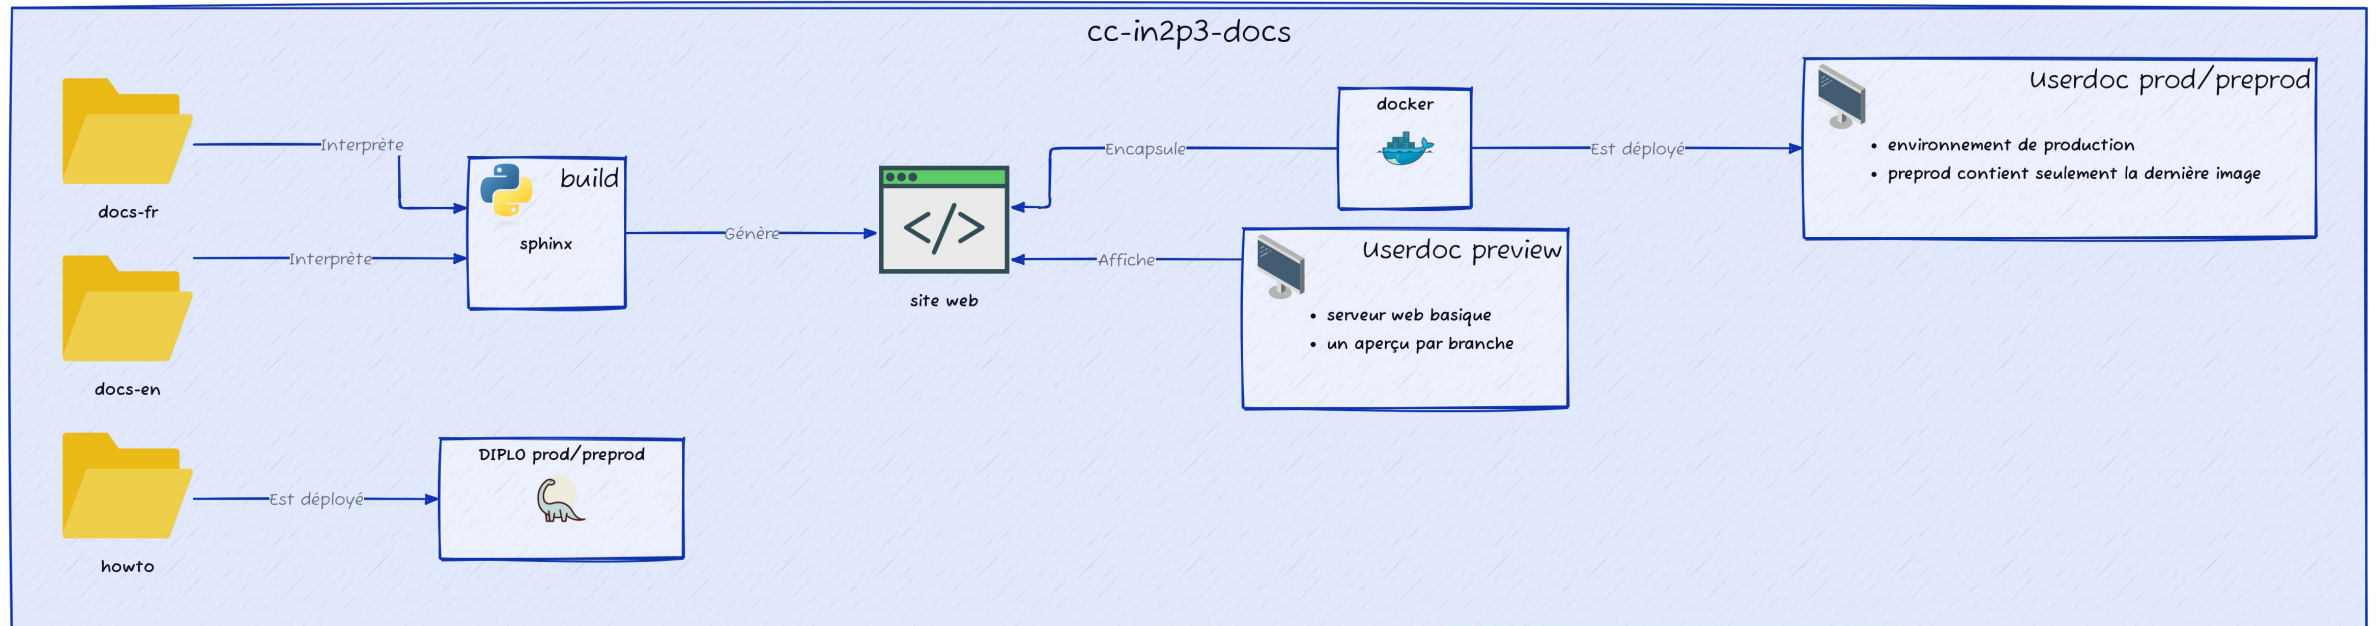 cc-in2p3-docs
docs-fr
Interprète
docs-en
Interprète
build
sphinx
Génère
site web
Encapsule
docker
Est déployé
Userdoc prod/preprod
• environnement de production
• preprod contient seulement la dernière image
Affiche
Userdoc preview
• serveur web basique
• un aperçu par branche
howto
Est déployé
DIPLO prod/preprod